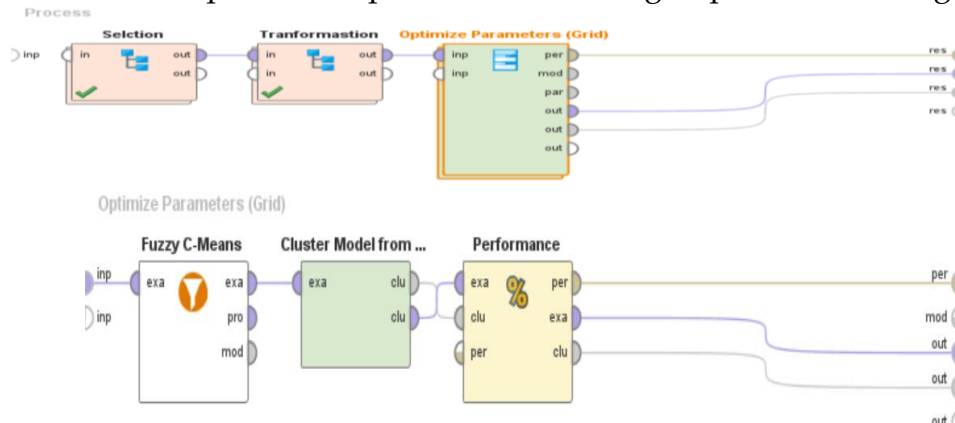 Process
Selction Tranformastion Optimize Parameters (Grid)
inp in out in out inp per res
out in out inp mod res
par res
out res
out
out
Optimize Parameters (Grid)
Fuzzy C-Means Cluster Model from ... Performance
inp exa exa exa clu exa per per
inp pro clu clu exa mod
mod per clu out
out
out